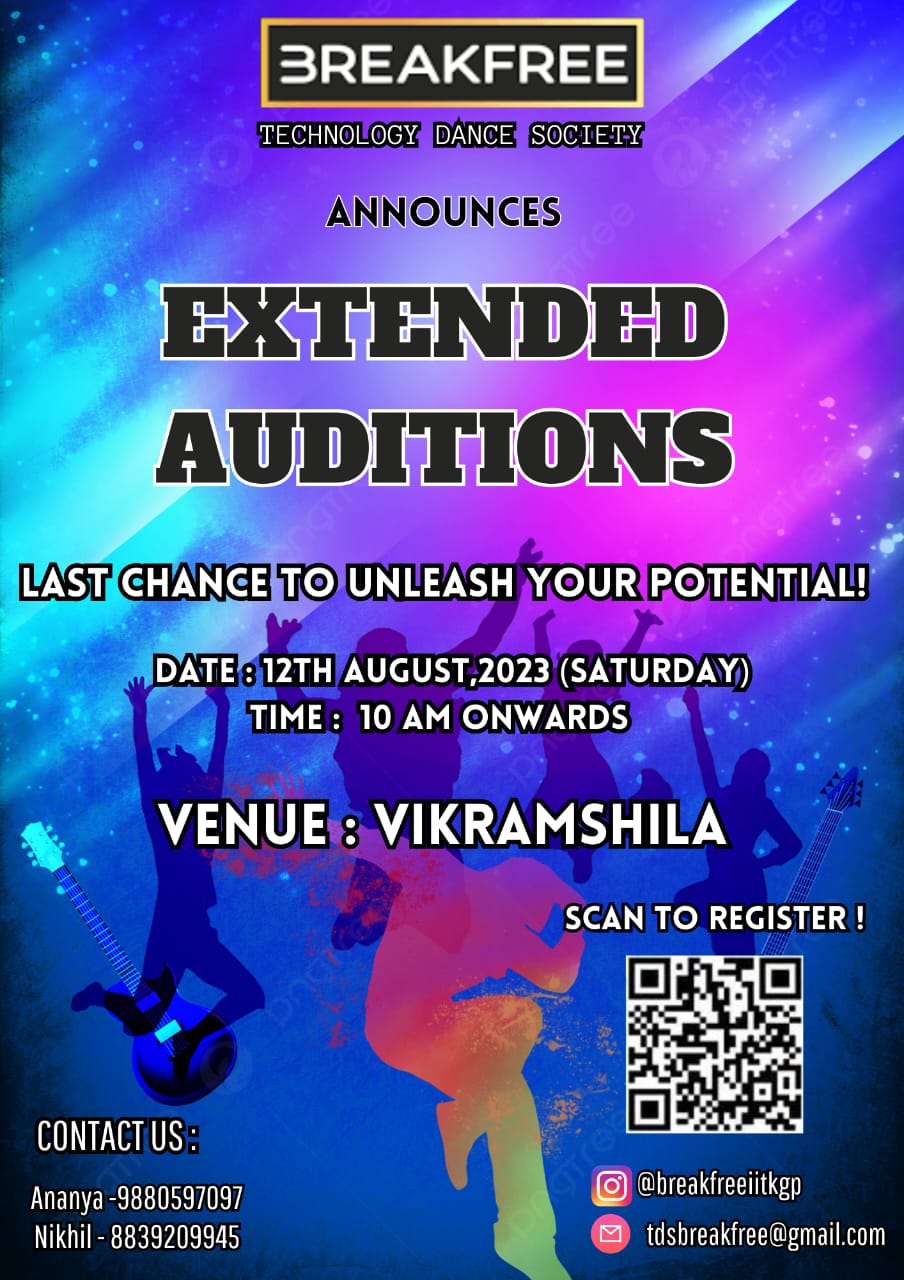 BREAKFREE
TECHNOLOGY DANCE SOCIETY
ANNOUNCES
EXTENDED
AUDITIONS
LAST CHANCE TO UNLEASH YOUR POTENTIAL!
DATE : 12TH AUGUST,2023 (SATURDAY)
TIME : 10 AM ONWARDS
VENUE : VIKRAMSHILA
SCAN TO REGISTER !
CONTACT US :
Ananya -9880597097
Nikhil - 8839209945
@breakfreeiitkgp
tdsbreakfree@gmail.com
pngtree